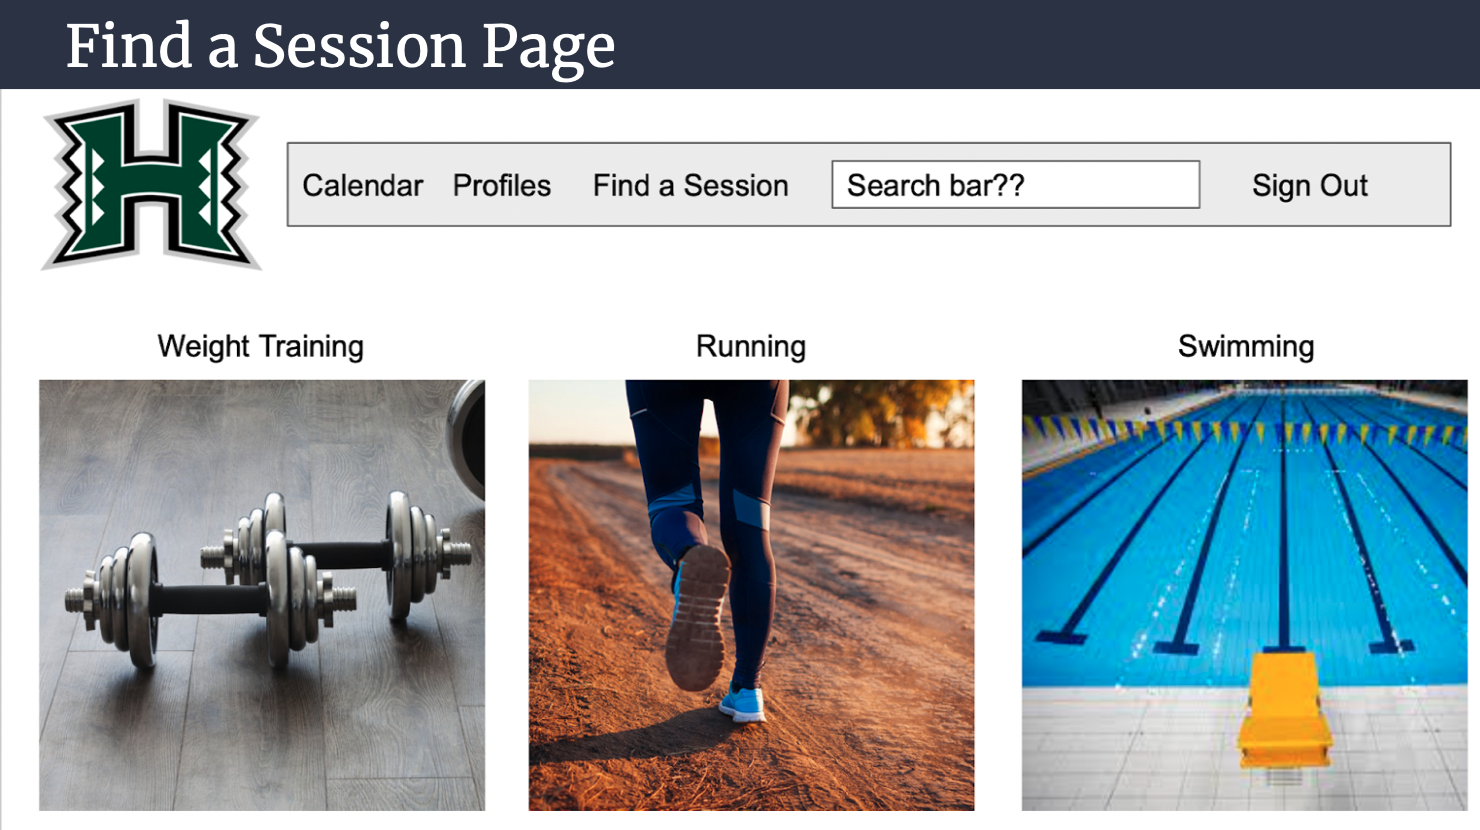 Find a Session Page
H
Calendar Profiles Find a Session Search bar?? Sign Out
Weight Training Running Swimming